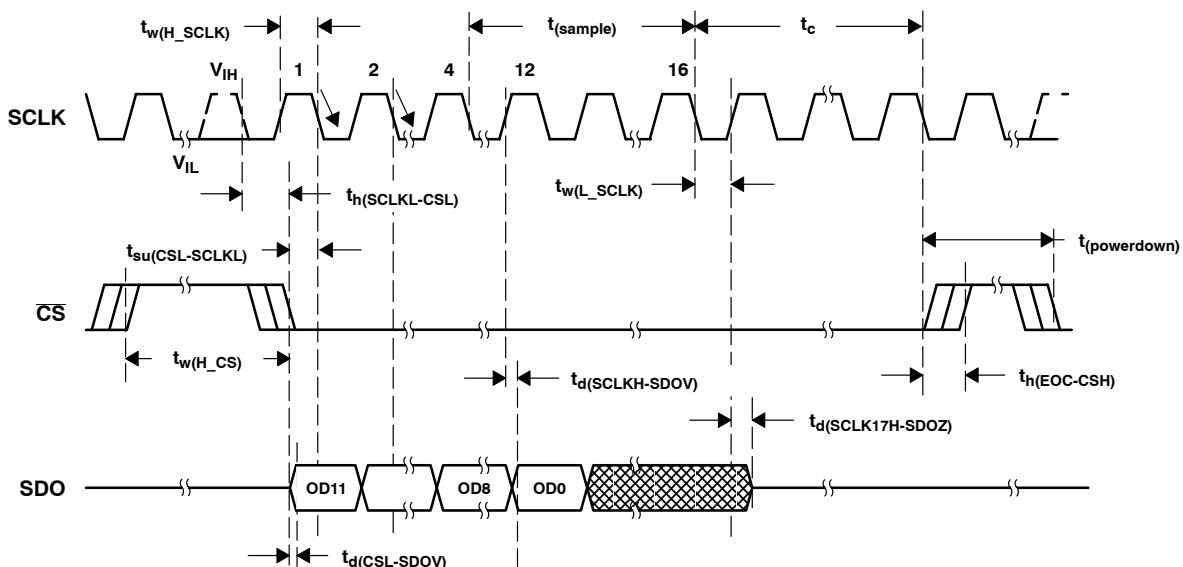 tw(H_SCLK)
t(sample)
tc
VIH
1
2
4
12
16
SCLK
VIL
th(SCLKL-CSL)
tw(L_SCLK)
tsu(CSL-SCLKL)
t(powerdown)
CS
tw(H_CS)
td(SCLKH-SDOV)
th(EOC-CSH)
td(SCLK17H-SDOZ)
SDO
OD11
OD8
OD0
td(CSL-SDOV)